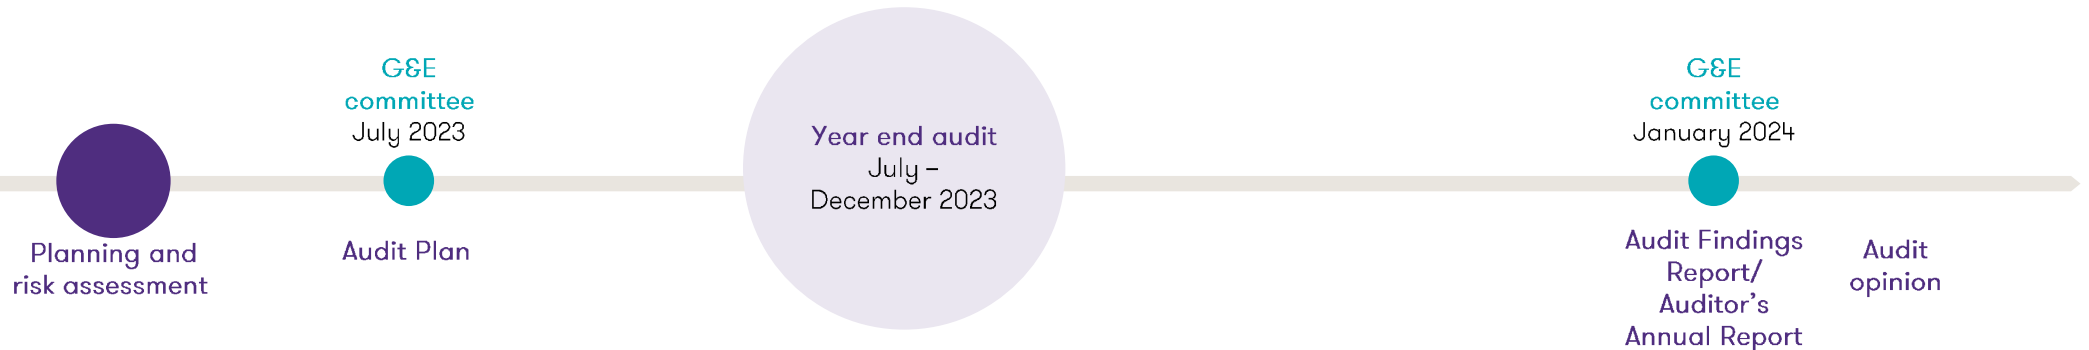 G&E
committee
July 2023
Planning and
risk assessment
Audit Plan
Year end audit
July –
December 2023
G&E
committee
January 2024
Audit Findings
Report/
Auditor’s
Annual Report
Audit
opinion